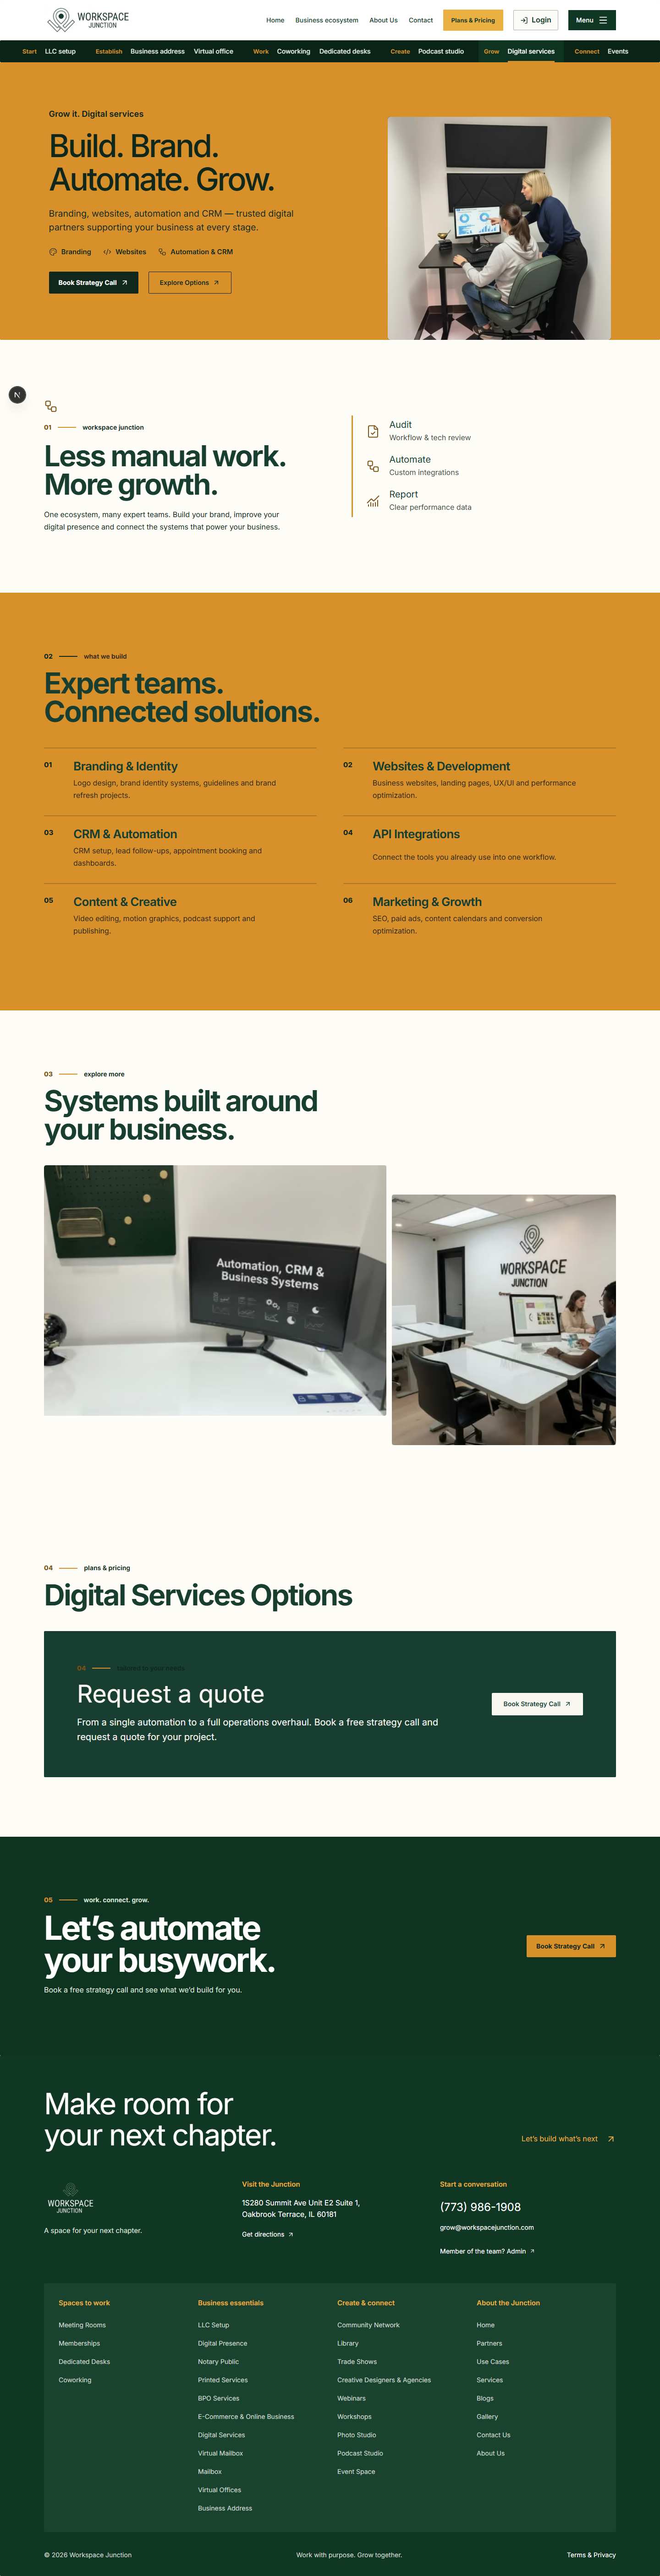 WORKSPACE
JUNCTION
Home Business ecosystem About Us Contact Plans & Pricing Login Menu
Start LLC setup Establish Business address Virtual office Work Coworking Dedicated desks Create Podcast studio Grow Digital services Connect Events
Grow it. Digital services
Build. Brand.
Automate. Grow.
Branding, websites, automation and CRM — trusted digital
partners supporting your business at every stage.
Branding Websites Automation & CRM
Book Strategy Call Explore Options
N
01 workspace junction
Less manual work.
More growth.
One ecosystem, many expert teams. Build your brand, improve your
digital presence and connect the systems that power your business.
Audit
Workflow & tech review
Automate
Custom integrations
Report
Clear performance data
02 what we build
Expert teams.
Connected solutions.
01 Branding & Identity
Logo design, brand identity systems, guidelines and brand
refresh projects.
02 Websites & Development
Business websites, landing pages, UX/UI and performance
optimization.
03 CRM & Automation
CRM setup, lead follow-ups, appointment booking and
dashboards.
04 API Integrations
Connect the tools you already use into one workflow.
05 Content & Creative
Video editing, motion graphics, podcast support and
publishing.
06 Marketing & Growth
SEO, paid ads, content calendars and conversion
optimization.
03 explore more
Systems built around
your business.
Automation, CRM &
Business Systems
WORKSPACE
JUNCTION
04 plans & pricing
Digital Services Options
04 tailored to your needs
Request a quote
From a single automation to a full operations overhaul. Book a free strategy call and
request a quote for your project.
Book Strategy Call
05 work. connect. grow.
Let's automate
your busywork.
Book a free strategy call and see what we'd build for you.
Book Strategy Call
Make room for
your next chapter.
Let's build what's next
WORKSPACE
JUNCTION
A space for your next chapter.
Visit the Junction
1S280 Summit Ave Unit E2 Suite 1,
Oakbrook Terrace, IL 60181
Get directions
Start a conversation
(773) 986-1908
grow@workspacejunction.com
Member of the team? Admin
Spaces to work
Meeting Rooms
Memberships
Dedicated Desks
Coworking
Business essentials
LLC Setup
Digital Presence
Notary Public
Printed Services
BPO Services
E-Commerce & Online Business
Digital Services
Virtual Mailbox
Mailbox
Virtual Offices
Business Address
Create & connect
Community Network
Library
Trade Shows
Creative Designers & Agencies
Webinars
Workshops
Photo Studio
Podcast Studio
Event Space
About the Junction
Home
Partners
Use Cases
Services
Blogs
Gallery
Contact Us
About Us
© 2026 Workspace Junction Work with purpose. Grow together. Terms & Privacy